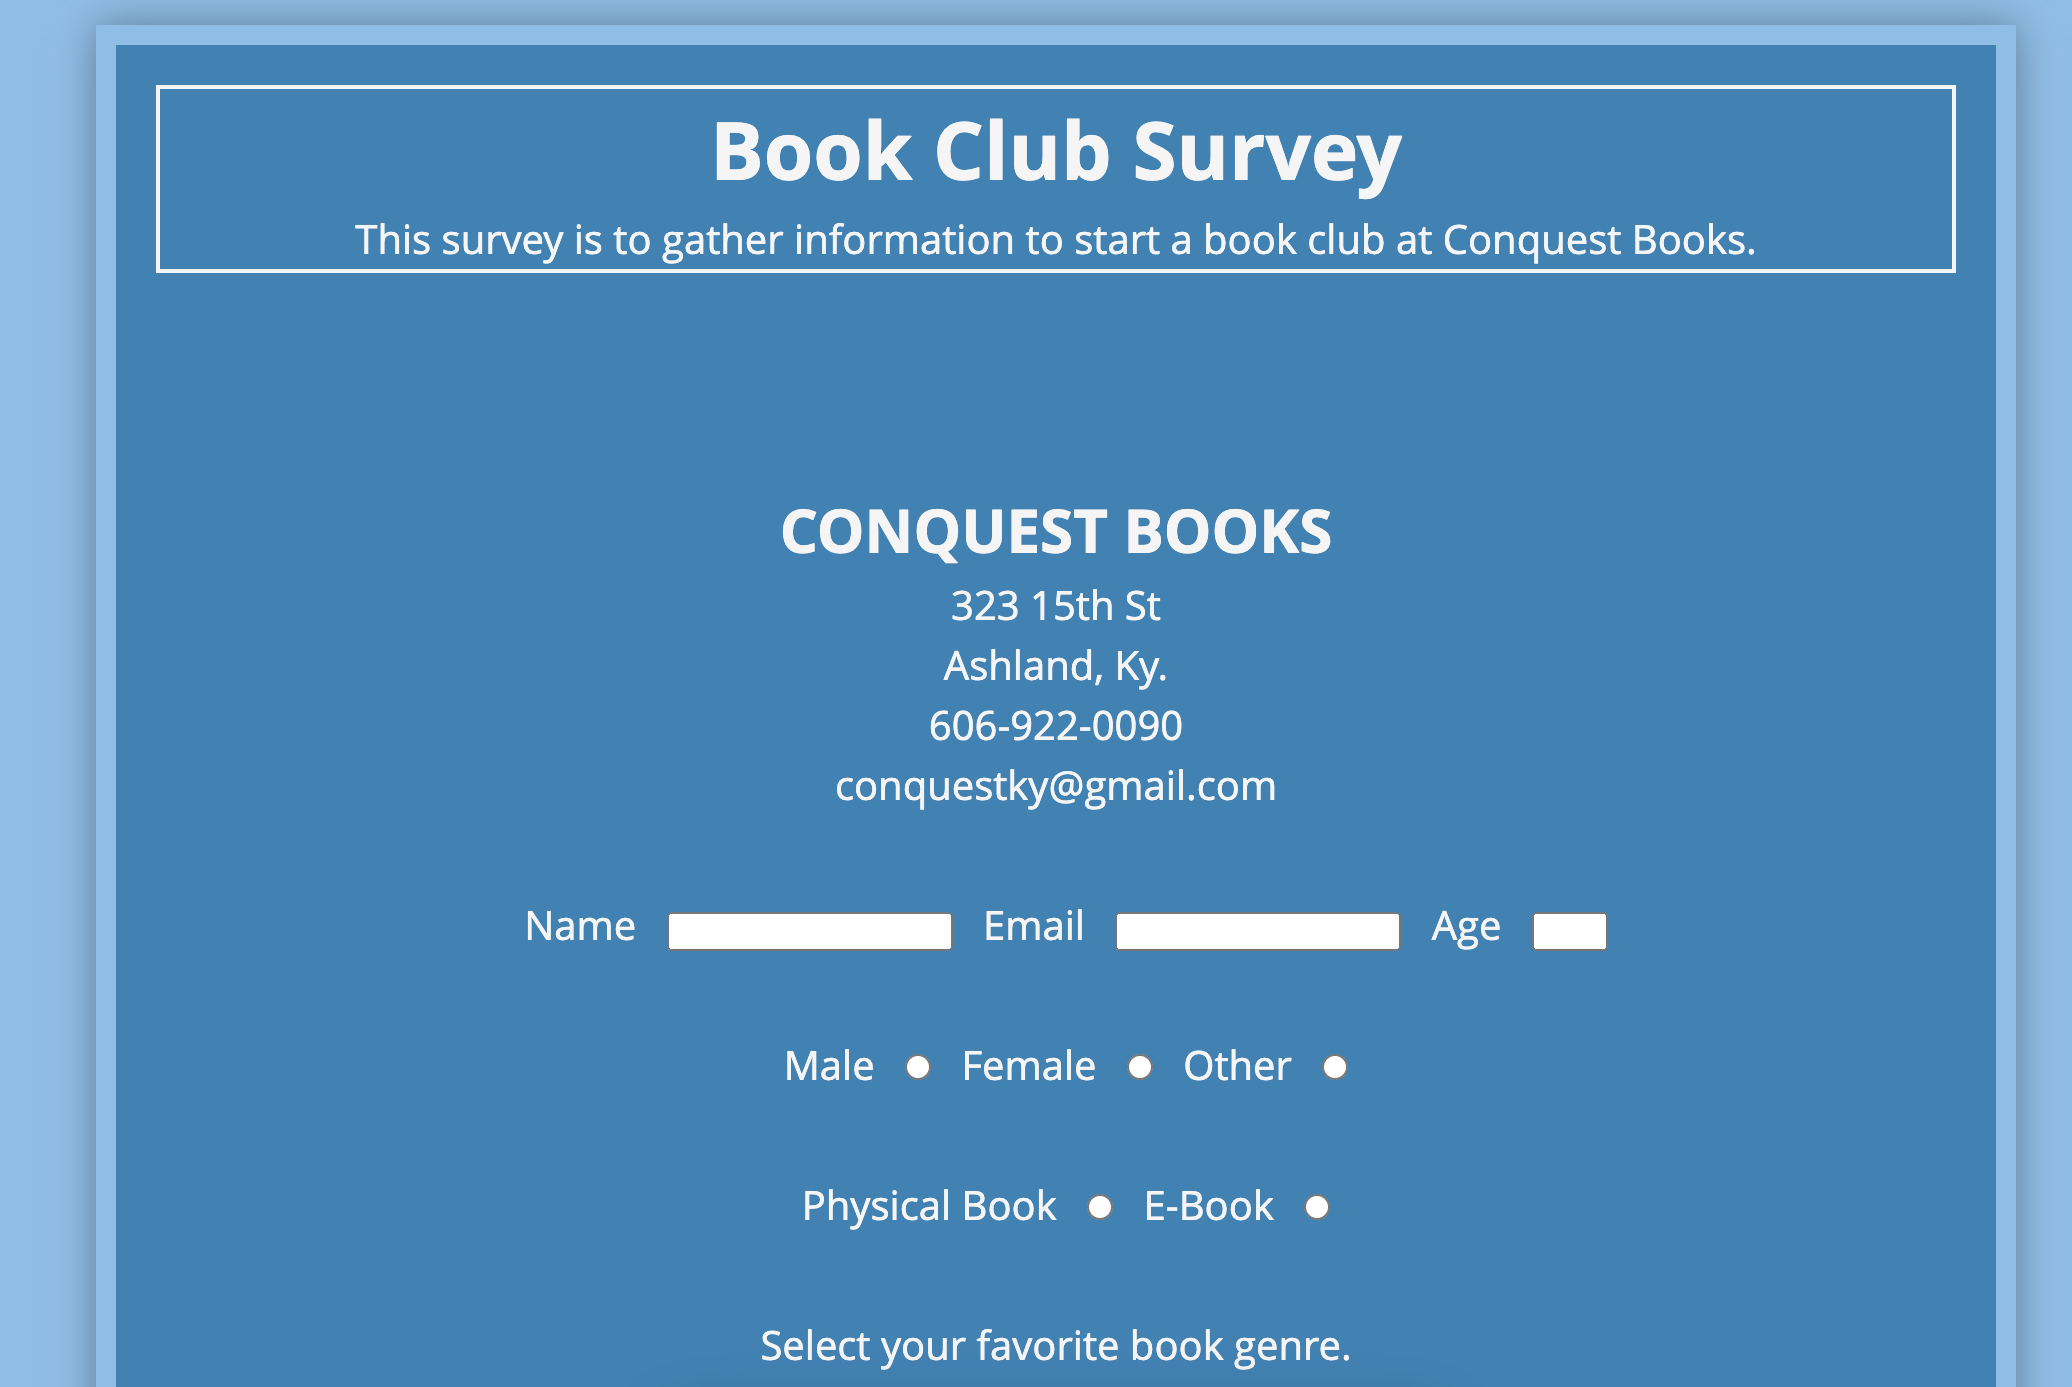 Book Club Survey
This survey is to gather information to start a book club at Conquest Books.
CONQUEST BOOKS
323 15th St
Ashland, Ky.
606-922-0090
conquestky@gmail.com
Name Email Age
Male Female Other
Physical Book E-Book
Select your favorite book genre.